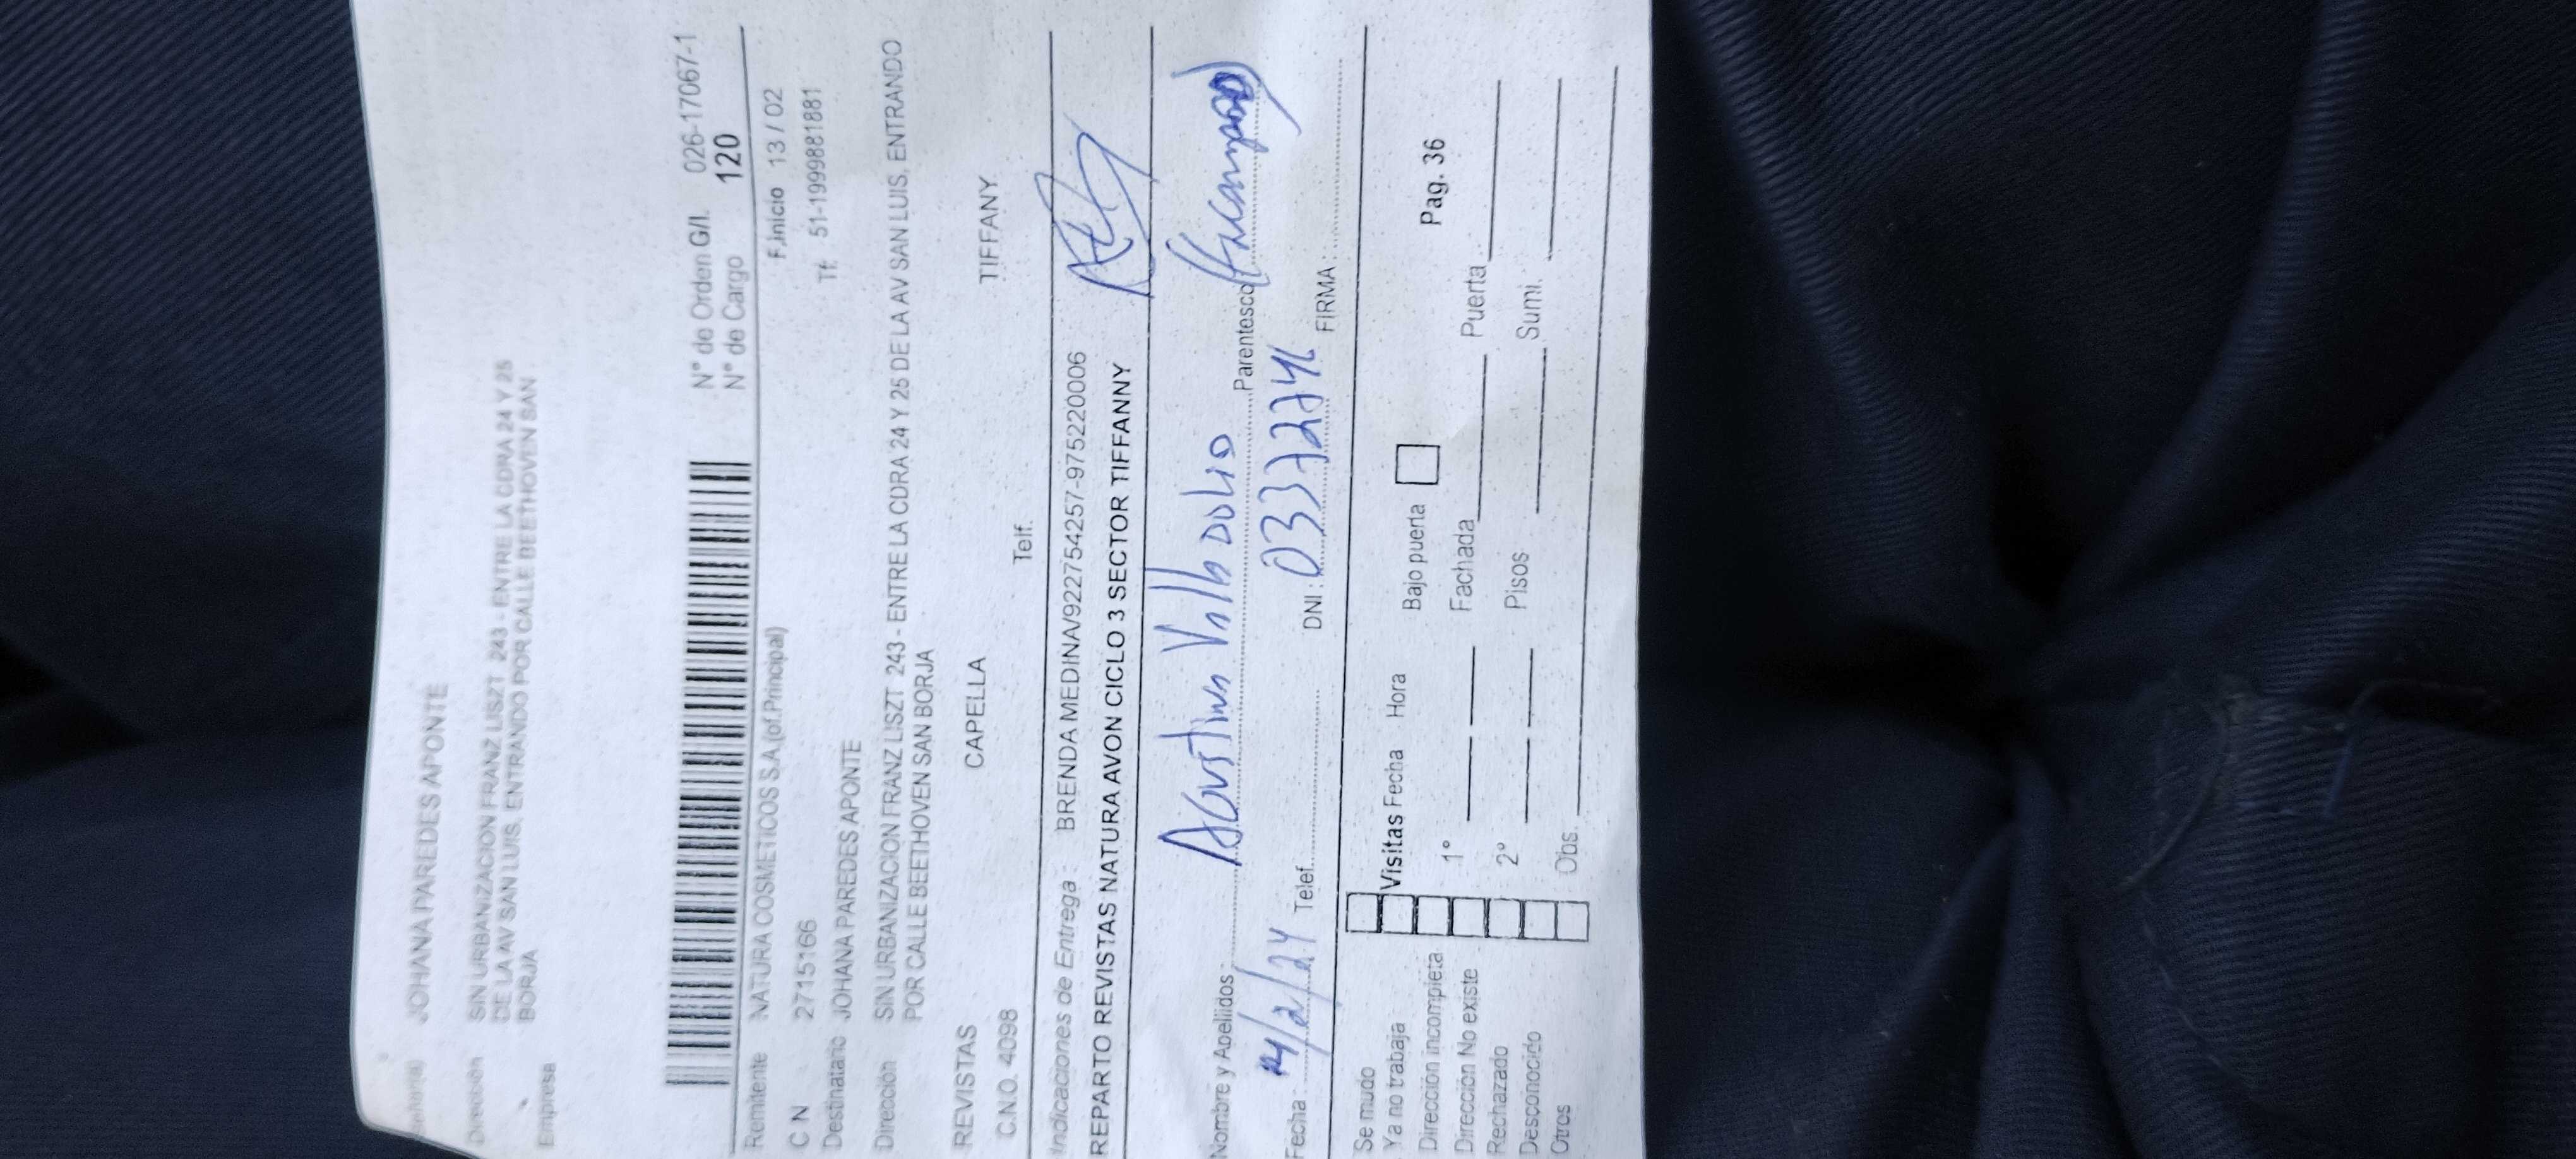 Señor(a) JOHANA PAREDES APONTE
Dirección S/N URBANIZACION FRANZ LISZT 243 - ENTRE LA CDRA 24 Y 25
DE LA AV SAN LUIS, ENTRANDO POR CALLE BEETHOVEN SAN
BORJA
Empresa
N° de Orden G/I. 026-17067-1
N° de Cargo 120
Remitente NATURA COSMETICOS S.A.(of.Principal) F.Inicio 13 / 02
C N 2715166 Tf. 51-1999881881
Destinatario JOHANA PAREDES APONTE
Dirección S/N URBANIZACION FRANZ LISZT 243 - ENTRE LA CDRA 24 Y 25 DE LA AV SAN LUIS, ENTRANDO
POR CALLE BEETHOVEN SAN BORJA
REVISTAS CAPELLA TIFFANY
C.N.O. 4098 Telf.
Indicaciones de Entrega : BRENDA MEDINA/922754257-975220006
REPARTO REVISTAS NATURA AVON CICLO 3 SECTOR TIFFANNY
Nombre y Apellidos: Agustina Valladolid Parentesco
Fecha : 14/2/24 Telef. DNI : FIRMA :
Se mudo
Ya no trabaja Visitas Fecha Hora Bajo puerta Pag. 36
Dirección incompleta
Dirección No existe 1° Fachada Puerta
Rechazado
Desconocido 2° Pisos Sumi.
Otros Obs.